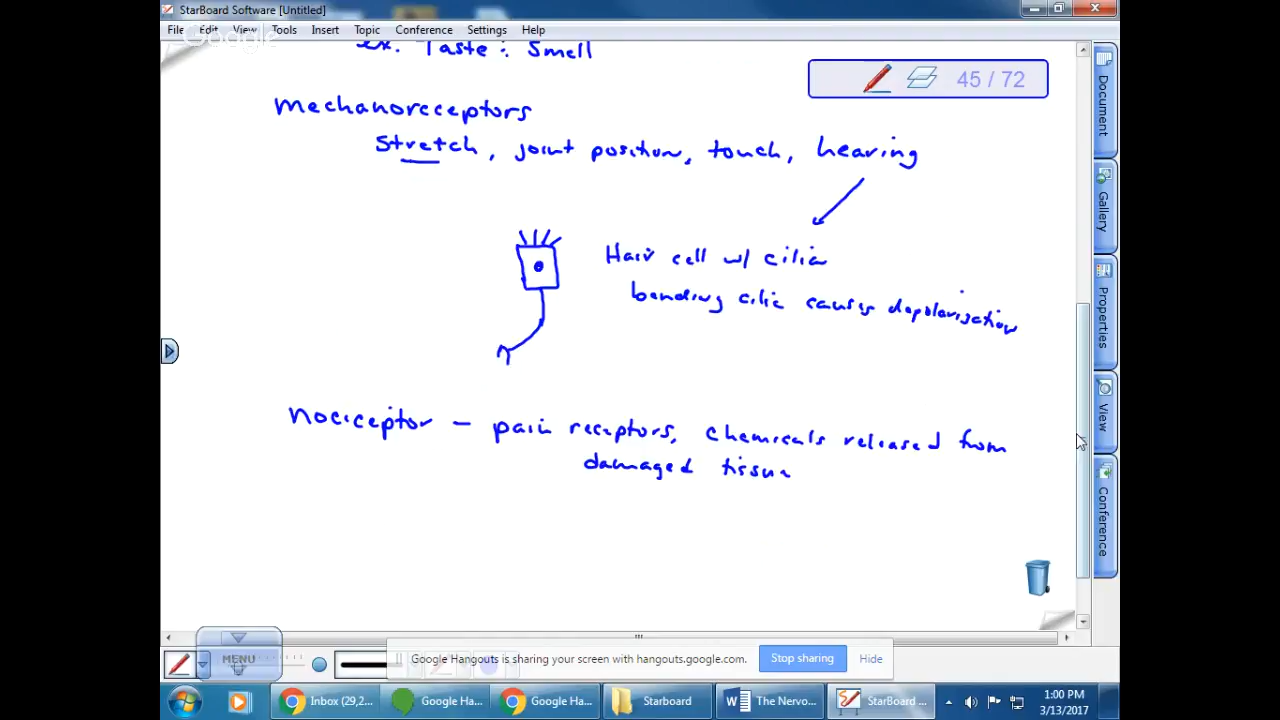 StarBoard Software [Untitled]
File Edit View Tools Insert Topic Conference Settings Help
Google
ex. Taste : Smell
45 / 72
Mechanoreceptors
Stretch, joint position, touch, hearing
Hair cell w/ cilia
bending cilia causes depolarization
Nociceptor – pain receptors, chemicals released from
damaged tissue
Document
Gallery
Properties
View
Conference
MENU
Google Hangouts is sharing your screen with hangouts.google.com.
Stop sharing
Hide
Inbox (29,2...
Google Ha...
Google Ha...
Starboard
The Nervo...
StarBoard ...
1:00 PM
3/13/2017